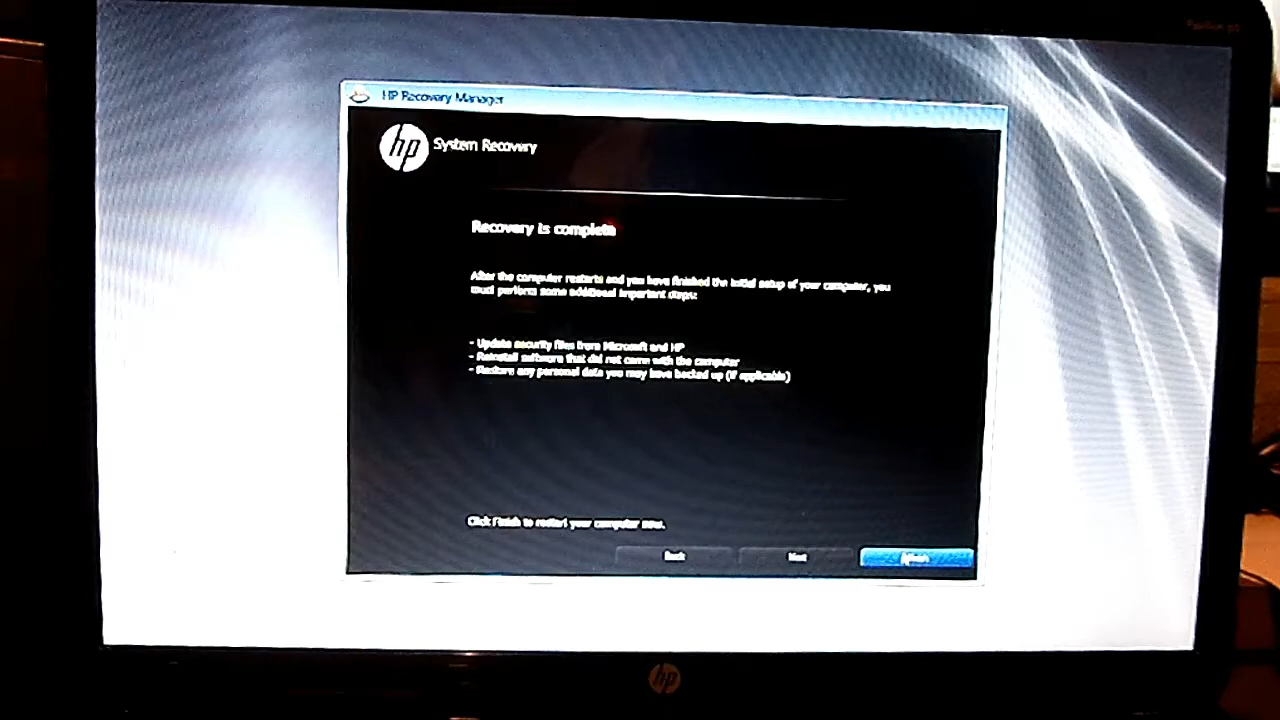 Pavilion
HP Recovery Manager
hp System Recovery
Recovery is complete
After the computer restarts and you have finished the initial setup of your computer, you
must perform some additional important steps:
- Update security files from Microsoft and HP
- Reinstall software that did not come with the computer
- Restore any personal data you may have backed up (if applicable)
Click Finish to restart your computer now.
Back Next Finish
hp